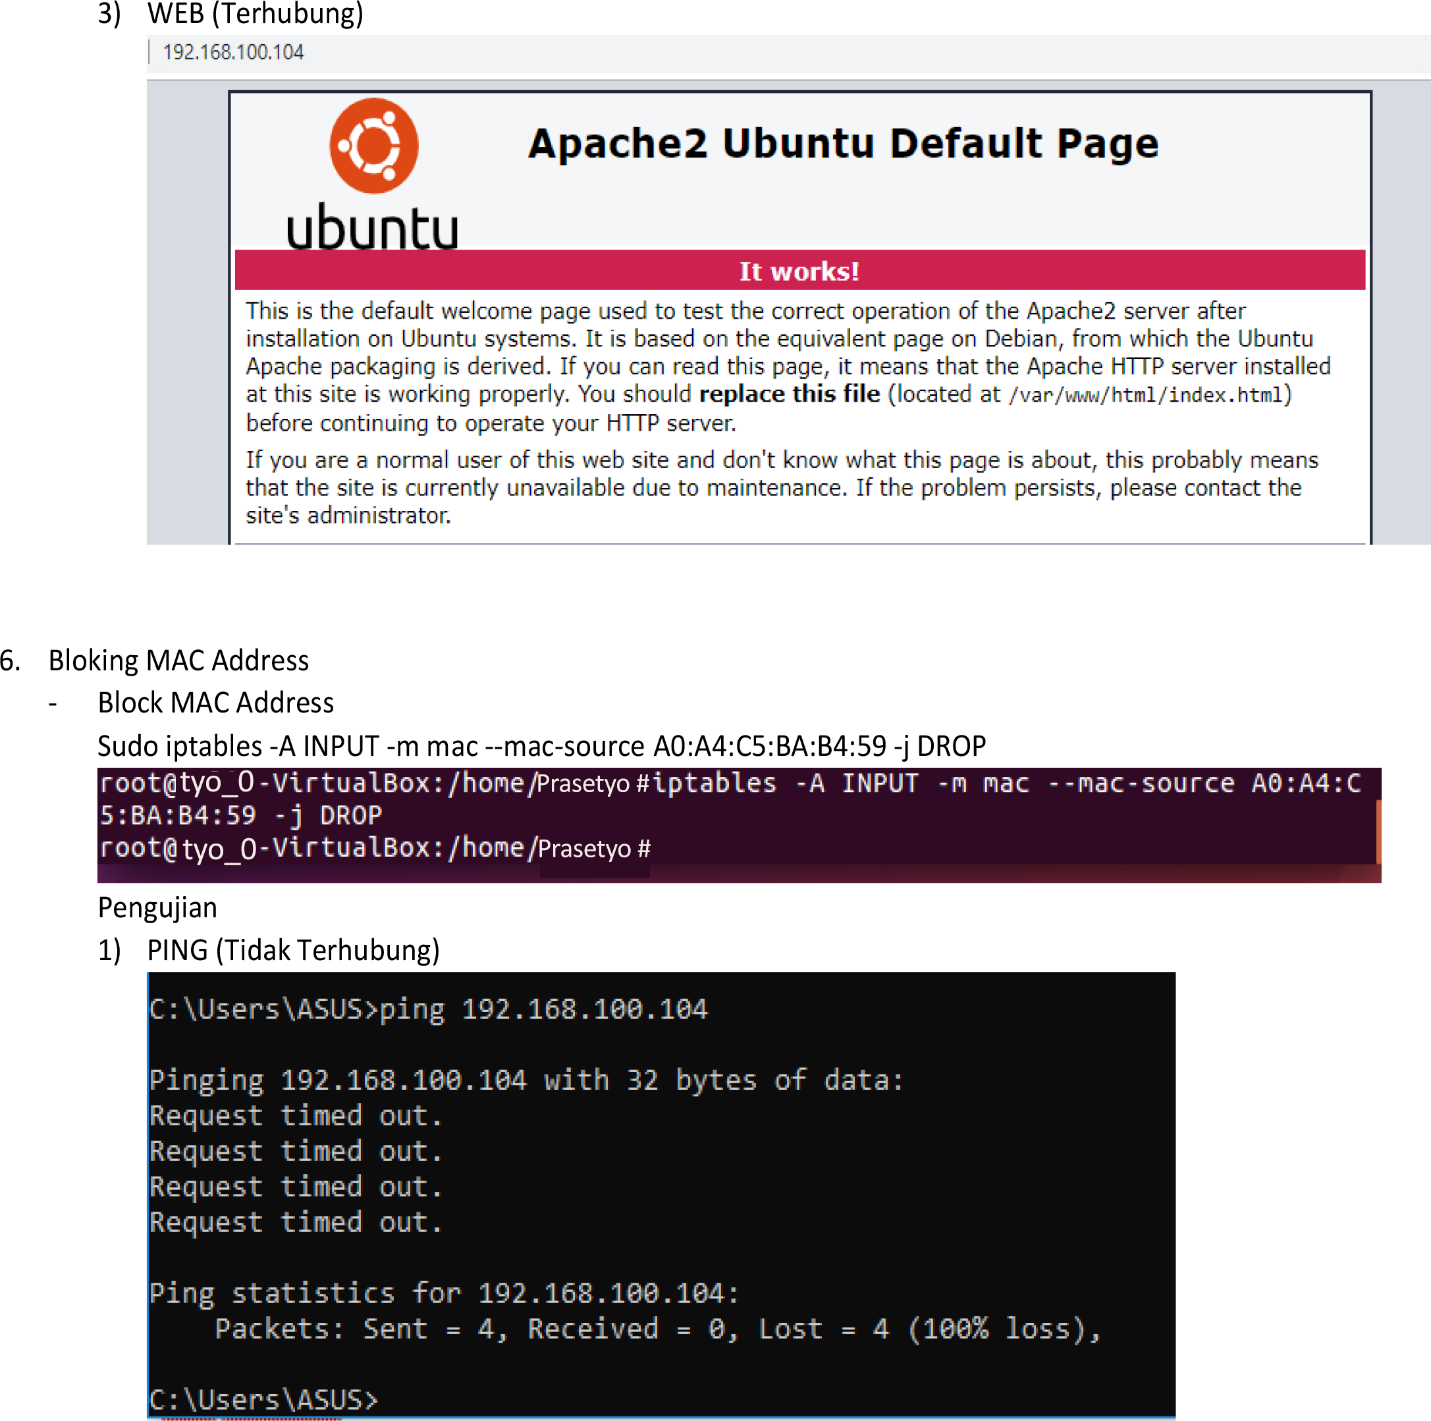 3) WEB (Terhubung)
192.168.100.104
Apache2 Ubuntu Default Page
ubuntu
It works!
This is the default welcome page used to test the correct operation of the Apache2 server after
installation on Ubuntu systems. It is based on the equivalent page on Debian, from which the Ubuntu
Apache packaging is derived. If you can read this page, it means that the Apache HTTP server installed
at this site is working properly. You should replace this file (located at /var/www/html/index.html)
before continuing to operate your HTTP server.
If you are a normal user of this web site and don't know what this page is about, this probably means
that the site is currently unavailable due to maintenance. If the problem persists, please contact the
site's administrator.
6. Bloking MAC Address
- Block MAC Address
Sudo iptables -A INPUT -m mac --mac-source A0:A4:C5:BA:B4:59 -j DROP
root@tyo_0-VirtualBox:/home/Prasetyo #iptables -A INPUT -m mac --mac-source A0:A4:C
5:BA:B4:59 -j DROP
root@tyo_0-VirtualBox:/home/Prasetyo #
Pengujian
1) PING (Tidak Terhubung)
C:\Users\ASUS>ping 192.168.100.104
Pinging 192.168.100.104 with 32 bytes of data:
Request timed out.
Request timed out.
Request timed out.
Request timed out.
Ping statistics for 192.168.100.104:
Packets: Sent = 4, Received = 0, Lost = 4 (100% loss),
C:\Users\ASUS>